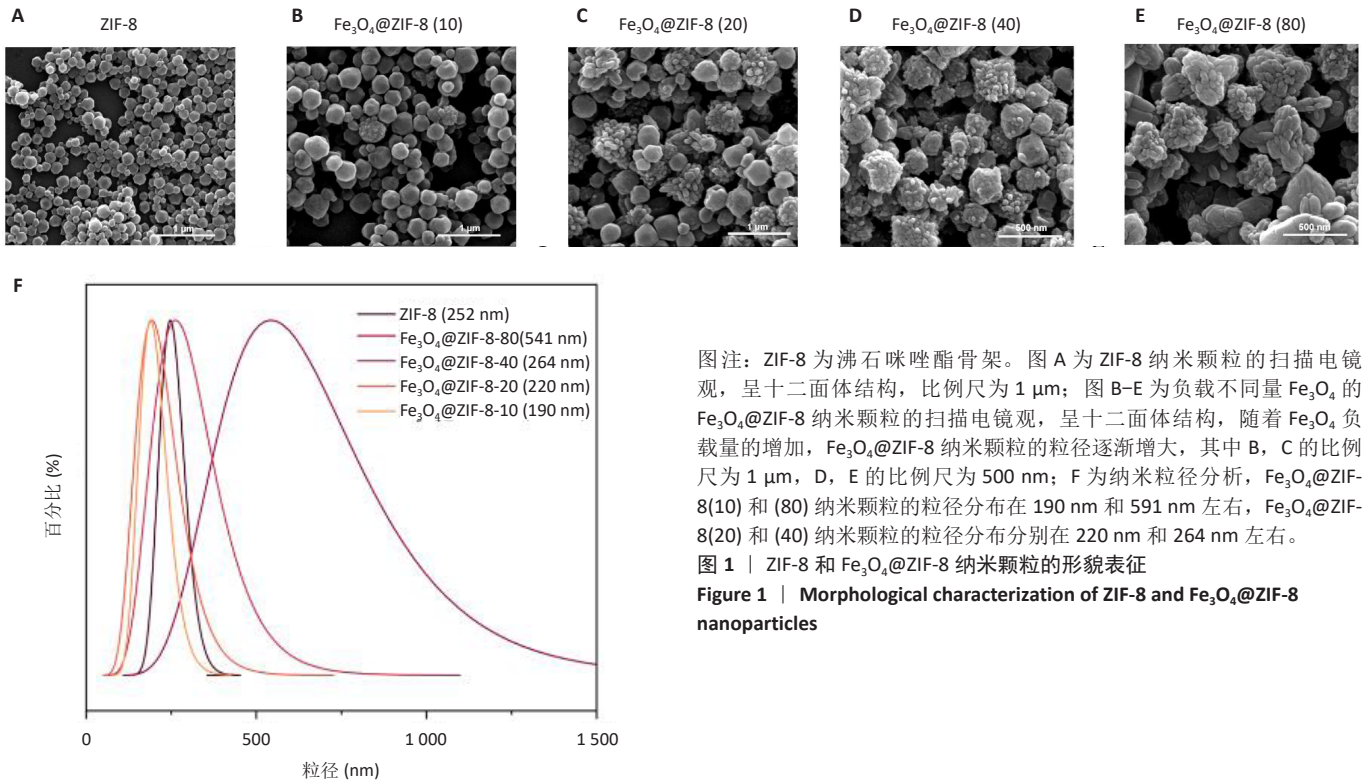 A
ZIF-8
B
Fe₃O₄@ZIF-8 (10)
C
Fe₃O₄@ZIF-8 (20)
D
Fe₃O₄@ZIF-8 (40)
E
Fe₃O₄@ZIF-8 (80)
1 μm
1 μm
1 μm
500 nm
500 nm
F
ZIF-8 (252 nm)
Fe₃O₄@ZIF-8-80(541 nm)
Fe₃O₄@ZIF-8-40 (264 nm)
Fe₃O₄@ZIF-8-20 (220 nm)
Fe₃O₄@ZIF-8-10 (190 nm)
百分比 (%)
0
500
1 000
1 500
粒径 (nm)
图注：ZIF-8 为沸石咪唑酯骨架。图 A 为 ZIF-8 纳米颗粒的扫描电镜
观，呈十二面体结构，比例尺为 1 μm；图 B–E 为负载不同量 Fe₃O₄ 的
Fe₃O₄@ZIF-8 纳米颗粒的扫描电镜观，呈十二面体结构，随着 Fe₃O₄ 负
载量的增加，Fe₃O₄@ZIF-8 纳米颗粒的粒径逐渐增大，其中 B，C 的比例
尺为 1 μm，D，E 的比例尺为 500 nm；F 为纳米粒径分析，Fe₃O₄@ZIF-
8(10) 和 (80) 纳米颗粒的粒径分布在 190 nm 和 591 nm 左右，Fe₃O₄@ZIF-
8(20) 和 (40) 纳米颗粒的粒径分布分别在 220 nm 和 264 nm 左右。
图 1 ｜ ZIF-8 和 Fe₃O₄@ZIF-8 纳米颗粒的形貌表征
Figure 1 ｜ Morphological characterization of ZIF-8 and Fe₃O₄@ZIF-8
nanoparticles